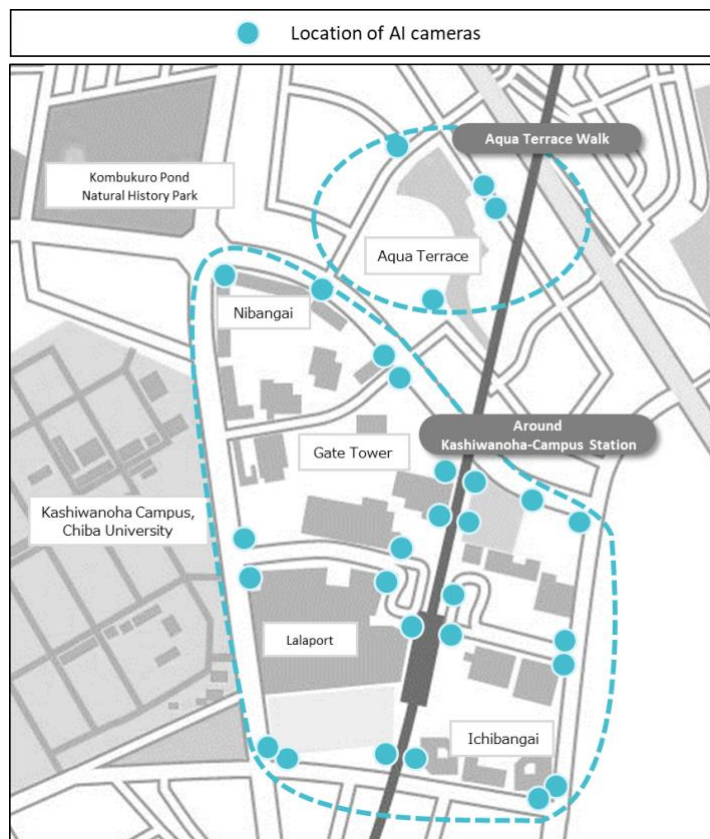 Location of AI cameras
Aqua Terrace Walk
Kombukuro Pond
Natural History Park
Aqua Terrace
Nibangai
Around
Kashiwanoha-Campus Station
Gate Tower
Kashiwanoha Campus,
Chiba University
Lalaport
Ichibangai